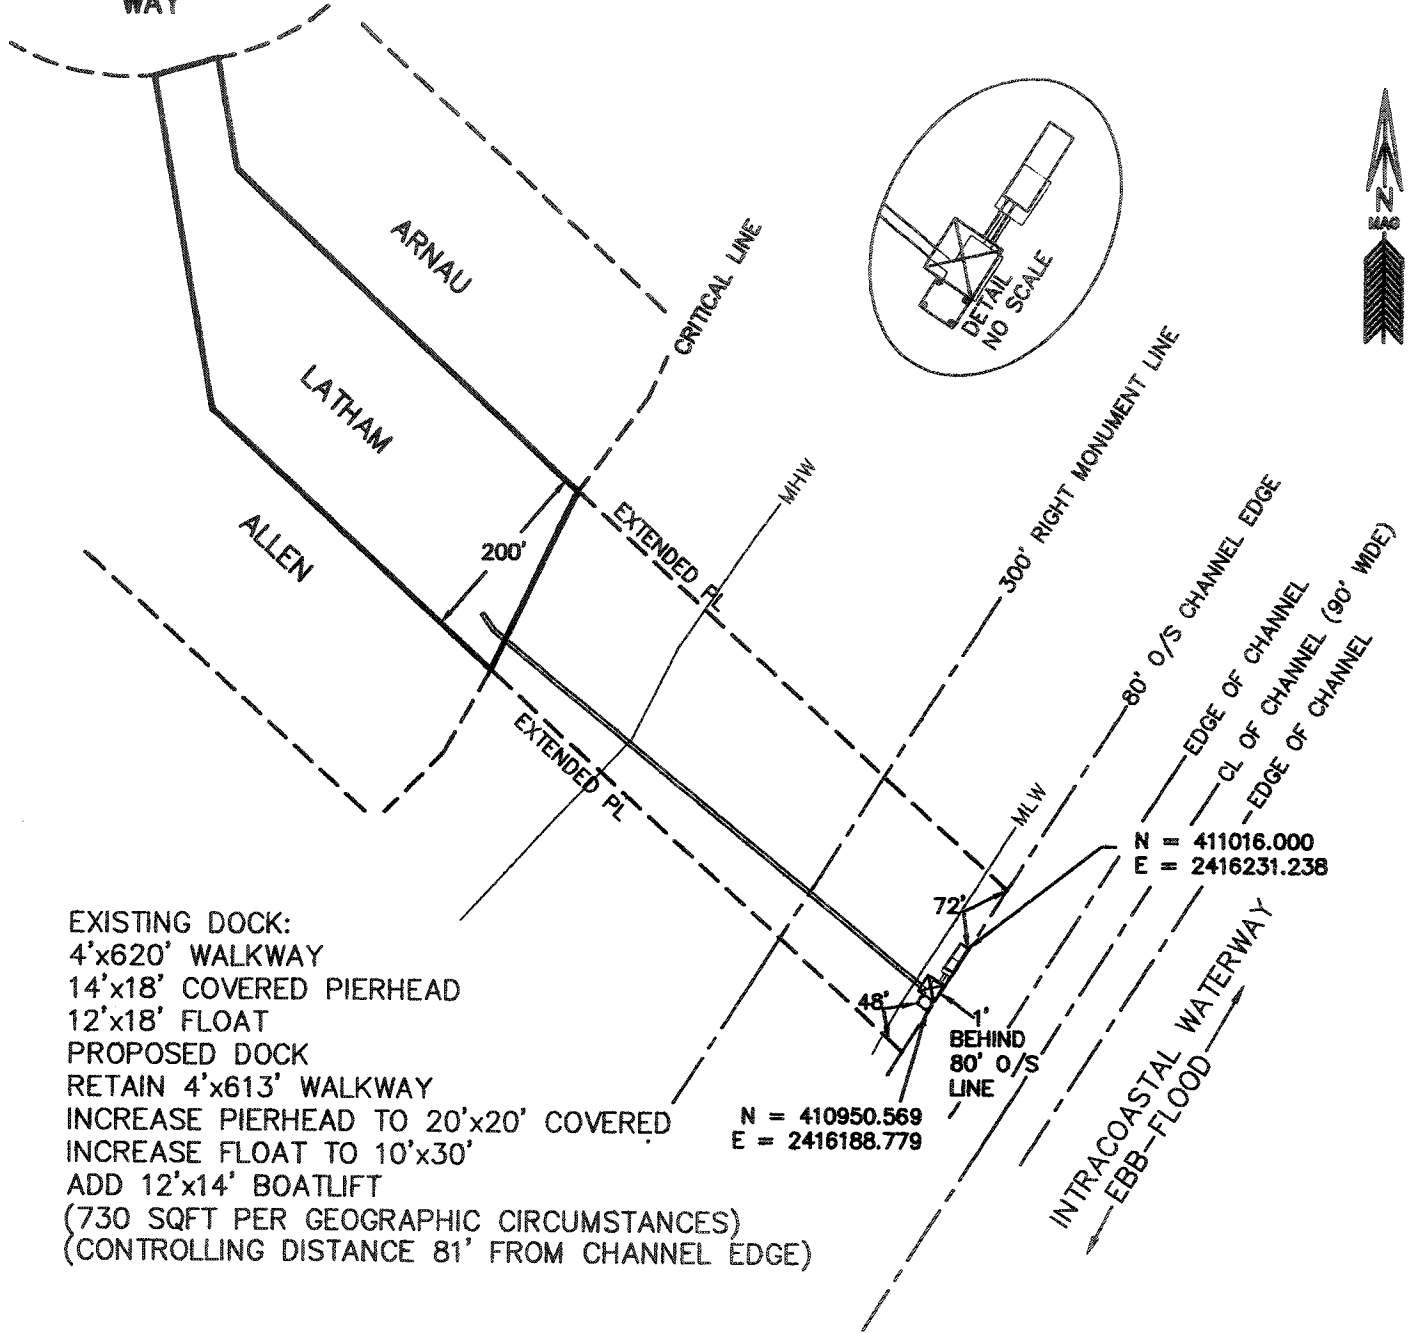 WAY
ARNAU
LATHAM
ALLEN
CRITICAL LINE
DETAIL
NO SCALE
N
MAG
200'
EXTENDED PL
EXTENDED PL
MHW
300' RIGHT MONUMENT LINE
80' O/S CHANNEL EDGE
EDGE OF CHANNEL
CL OF CHANNEL (90' WIDE)
EDGE OF CHANNEL
MLW
N = 411016.000
E = 2416231.238
72'
48'
1'
BEHIND
80' O/S
LINE
N = 410950.569
E = 2416188.779
INTRACOASTAL WATERWAY
EBB-FLOOD
EXISTING DOCK:
4'x620' WALKWAY
14'x18' COVERED PIERHEAD
12'x18' FLOAT
PROPOSED DOCK
RETAIN 4'x613' WALKWAY
INCREASE PIERHEAD TO 20'x20' COVERED
INCREASE FLOAT TO 10'x30'
ADD 12'x14' BOATLIFT
(730 SQFT PER GEOGRAPHIC CIRCUMSTANCES)
(CONTROLLING DISTANCE 81' FROM CHANNEL EDGE)